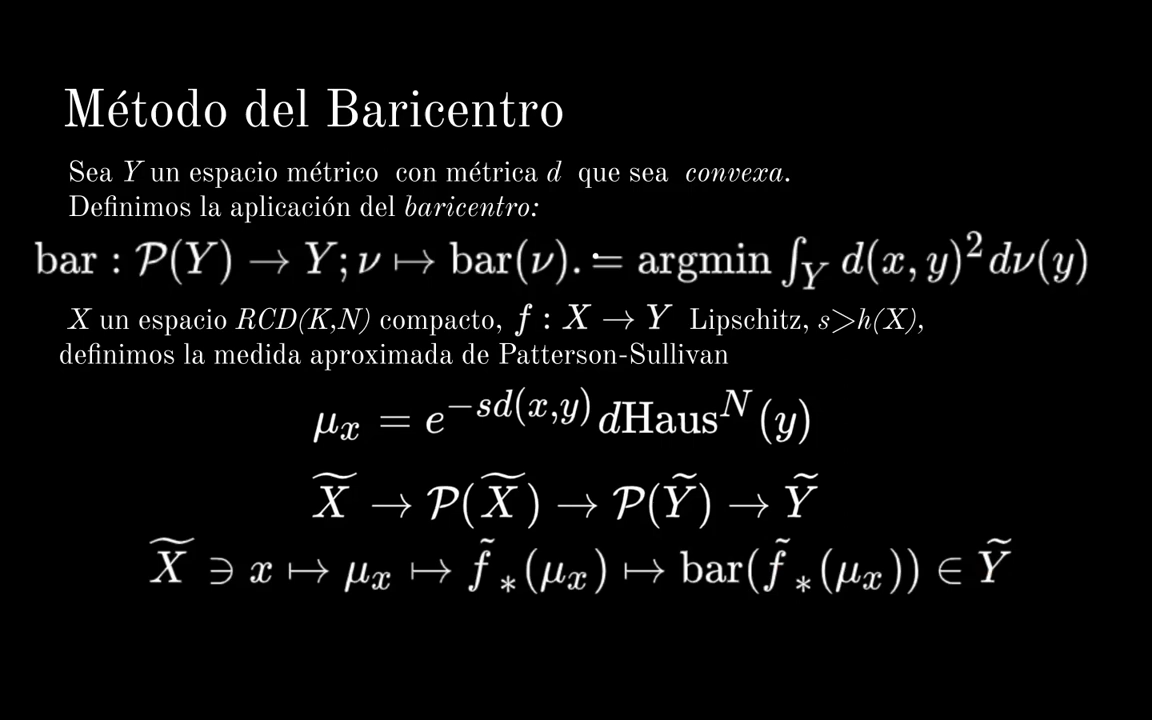 Método del Baricentro
Sea Y un espacio métrico con métrica d que sea convexa.
Definimos la aplicación del baricentro:
bar : 𝒫(Y) → Y; ν ↦ bar(ν). ≔ argmin ∫_Y d(x, y)² dν(y)
X un espacio RCD(K,N) compacto, f : X → Y Lipschitz, s>h(X),
definimos la medida aproximada de Patterson-Sullivan
μ_x = e^{−sd(x,y)} dHaus^N(y)
X̃ → 𝒫(X̃) → 𝒫(Ỹ) → Ỹ
X̃ ∋ x ↦ μ_x ↦ f̃_*(μ_x) ↦ bar(f̃_*(μ_x)) ∈ Ỹ